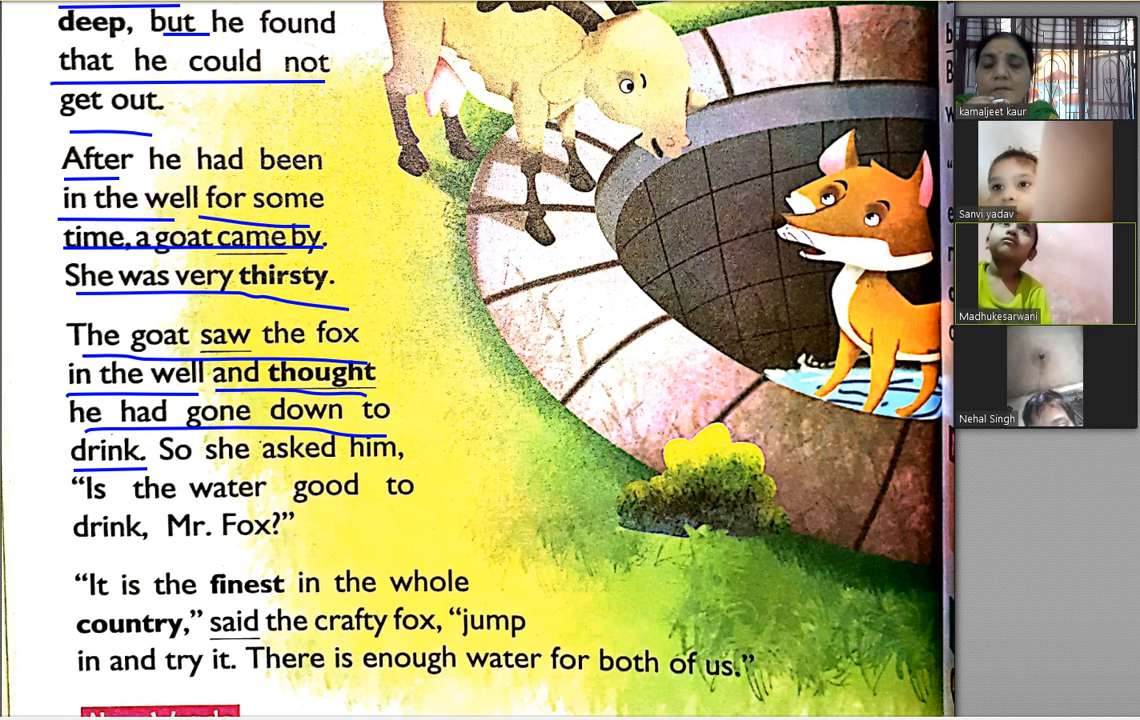 deep, but he found
that he could not
get out.
After he had been
in the well for some
time, a goat came by.
She was very thirsty.
The goat saw the fox
in the well and thought
he had gone down to
drink. So she asked him,
“Is the water good to
drink, Mr. Fox?”
“It is the finest in the whole
country,” said the crafty fox, “jump
in and try it. There is enough water for both of us.”
kamaljeet kaur
Sanvi yadav
Madhukesarwani
Nehal Singh